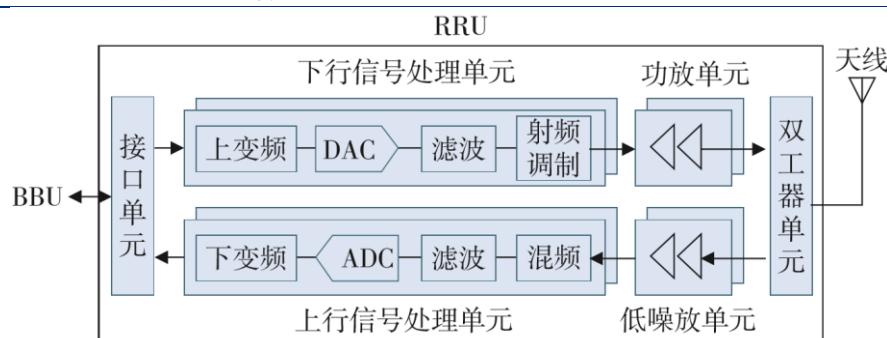 RRU
天线
下行信号处理单元
功放单元
接口单元
上变频
DAC
滤波
射频
调制
双工器单元
BBU
下变频
ADC
滤波
混频
上行信号处理单元
低噪放单元